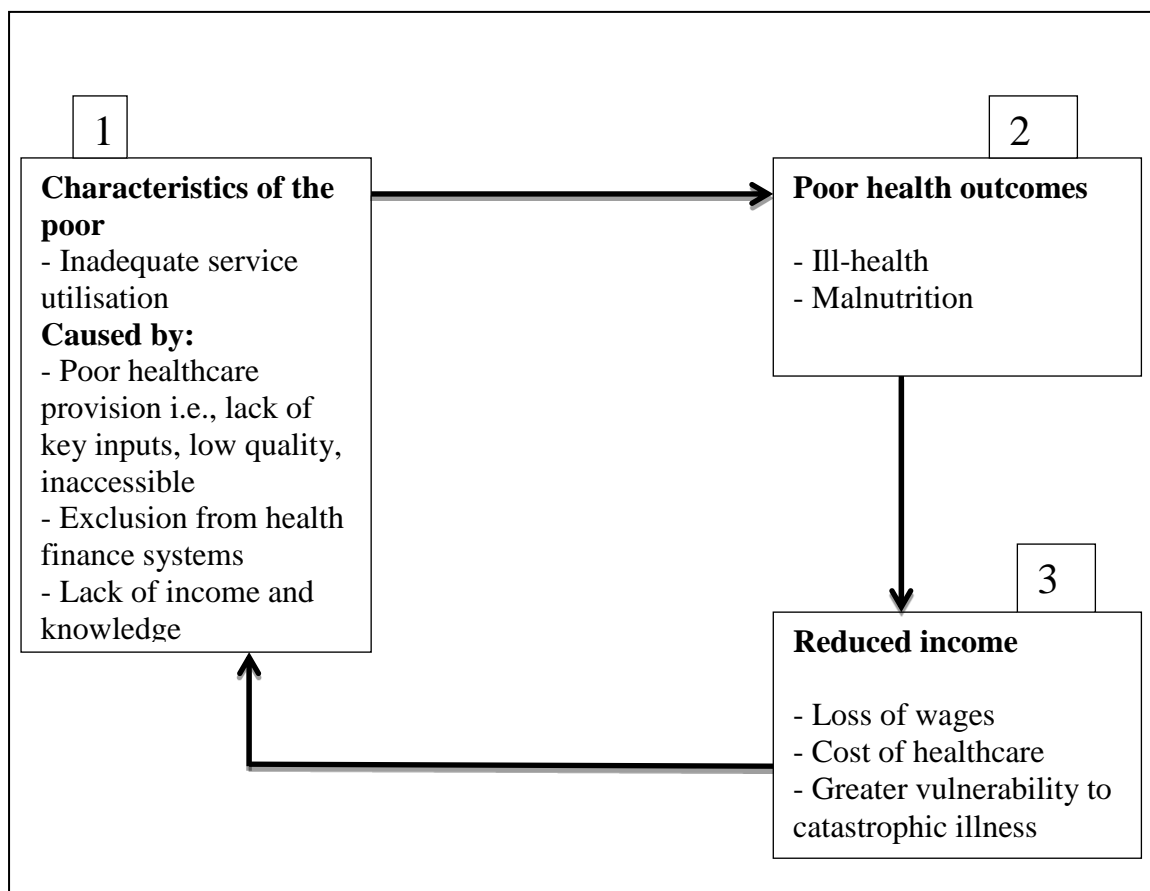 1
Characteristics of the
poor
- Inadequate service
utilisation
Caused by:
- Poor healthcare
provision i.e., lack of
key inputs, low quality,
inaccessible
- Exclusion from health
finance systems
- Lack of income and
knowledge
2
Poor health outcomes
- Ill-health
- Malnutrition
3
Reduced income
- Loss of wages
- Cost of healthcare
- Greater vulnerability to
catastrophic illness